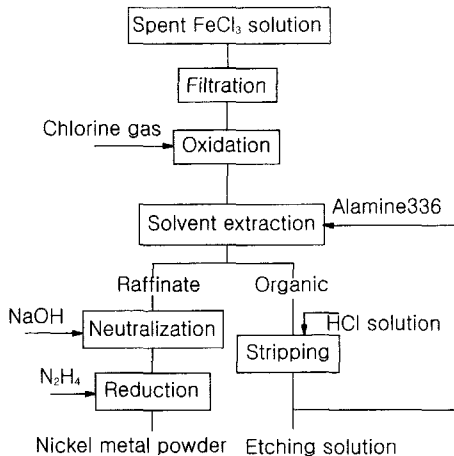 Spent FeCl₃ solution
Filtration
Chlorine gas
Oxidation
Alamine336
Solvent extraction
Raffinate
Organic
NaOH
Neutralization
HCl solution
Stripping
N₂H₄
Reduction
Nickel metal powder
Etching solution